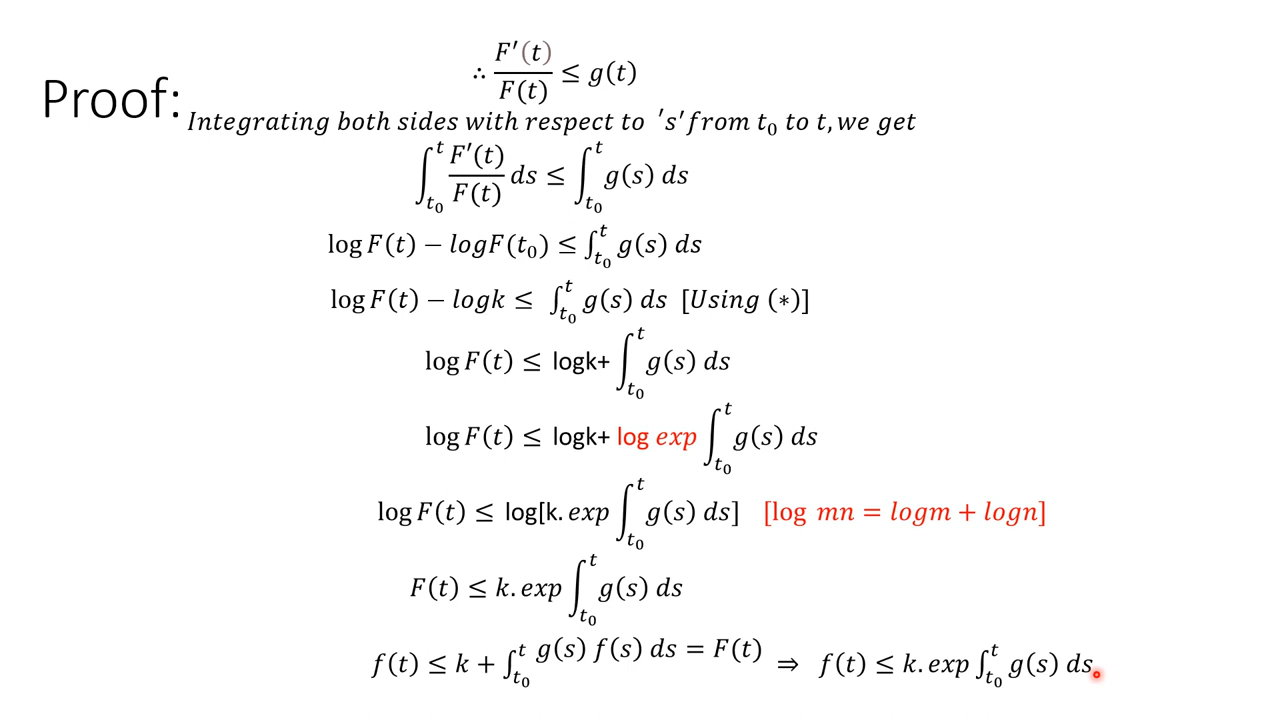 ∴ F′(t)/F(t) ≤ g(t)
Proof:
Integrating both sides with respect to ′s′from t₀ to t, we get
∫_{t₀}^{t} F′(t)/F(t) ds ≤ ∫_{t₀}^{t} g(s) ds
log F(t) − logF(t₀) ≤ ∫_{t₀}^{t} g(s) ds
log F(t) − logk ≤ ∫_{t₀}^{t} g(s) ds [Using (∗)]
log F(t) ≤ logk+ ∫_{t₀}^{t} g(s) ds
log F(t) ≤ logk+ log exp ∫_{t₀}^{t} g(s) ds
log F(t) ≤ log[k. exp ∫_{t₀}^{t} g(s) ds] [log mn = logm + logn]
F(t) ≤ k. exp ∫_{t₀}^{t} g(s) ds
f(t) ≤ k + ∫_{t₀}^{t} g(s) f(s) ds = F(t) ⇒ f(t) ≤ k. exp ∫_{t₀}^{t} g(s) ds.